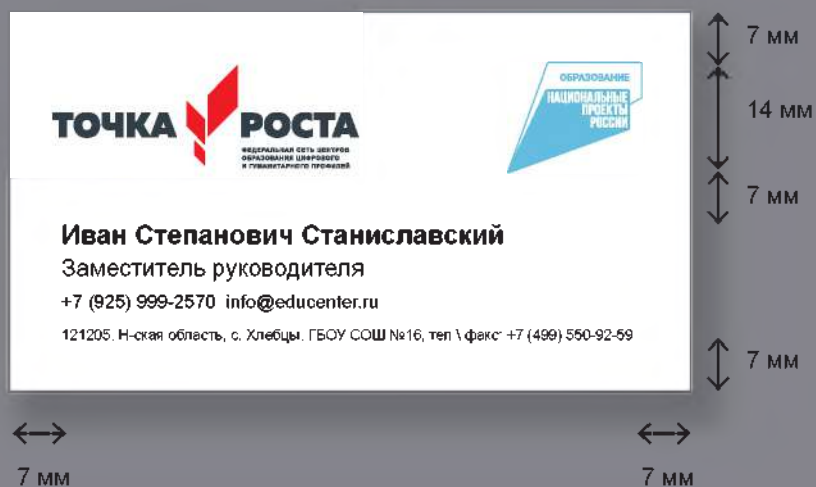 ТОЧКА РОСТА
ФЕДЕРАЛЬНАЯ СЕТЬ ЦЕНТРОВ
ОБРАЗОВАНИЯ ЦИФРОВОГО
И ГУМАНИТАРНОГО ПРОФИЛЕЙ
ОБРАЗОВАНИЕ
НАЦИОНАЛЬНЫЕ
ПРОЕКТЫ
РОССИИ
7 мм
14 мм
7 мм
Иван Степанович Станиславский
Заместитель руководителя
+7 (925) 999-2570 info@educenter.ru
121205, Н-ская область, с. Хлебцы, ГБОУ СОШ №16, тел \ факс: +7 (499) 550-92-59
7 мм
7 мм
7 мм